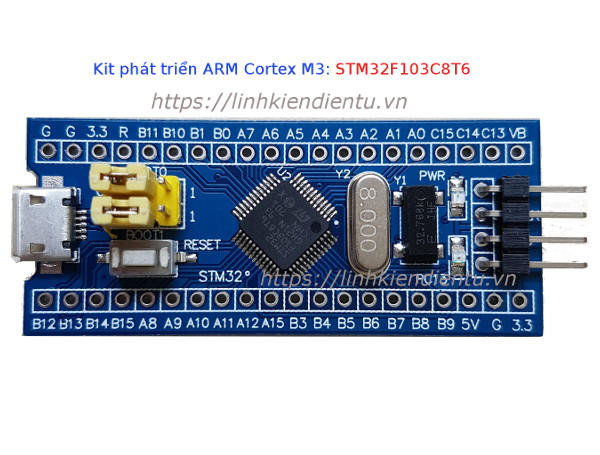 Kit phát triển ARM Cortex M3: STM32F103C8T6
https://linhkiendientu.vn
G G 3.3 R B11 B10 B1 B0 A7 A6 A5 A4 A3 A2 A1 A0 C15 C14 C13 VB
U2 Y2 Y1 PWR
1
1
8.000
32.768K
BOOT1
RESET
STM32°
https://linhkiendientu.vn
B12 B13 B14 B15 A8 A9 A10 A11 A12 A15 B3 B4 B5 B6 B7 B8 B9 5V G 3.3